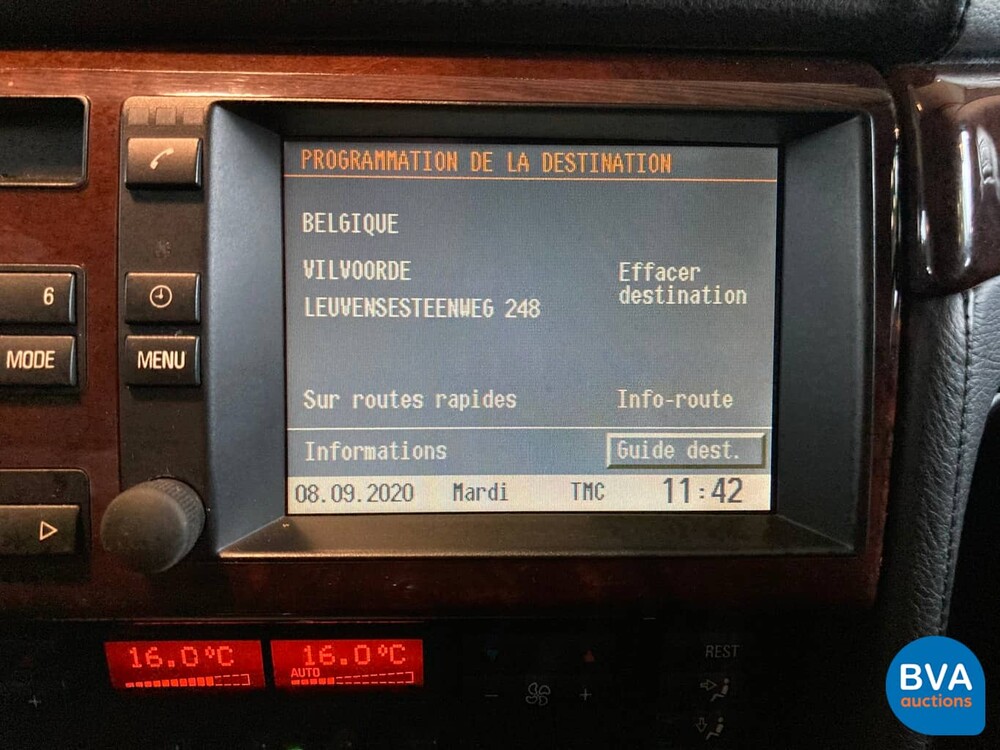 PROGRAMMATION DE LA DESTINATION
BELGIQUE
VILVOORDE
LEUVENSESTEENWEG 248
Effacer
destination
Sur routes rapides
Info-route
Informations
Guide dest.
08.09.2020 Mardi TMC 11:42
6
MODE
MENU
16.0°C
16.0°C
AUTO
REST
BVA
auctions